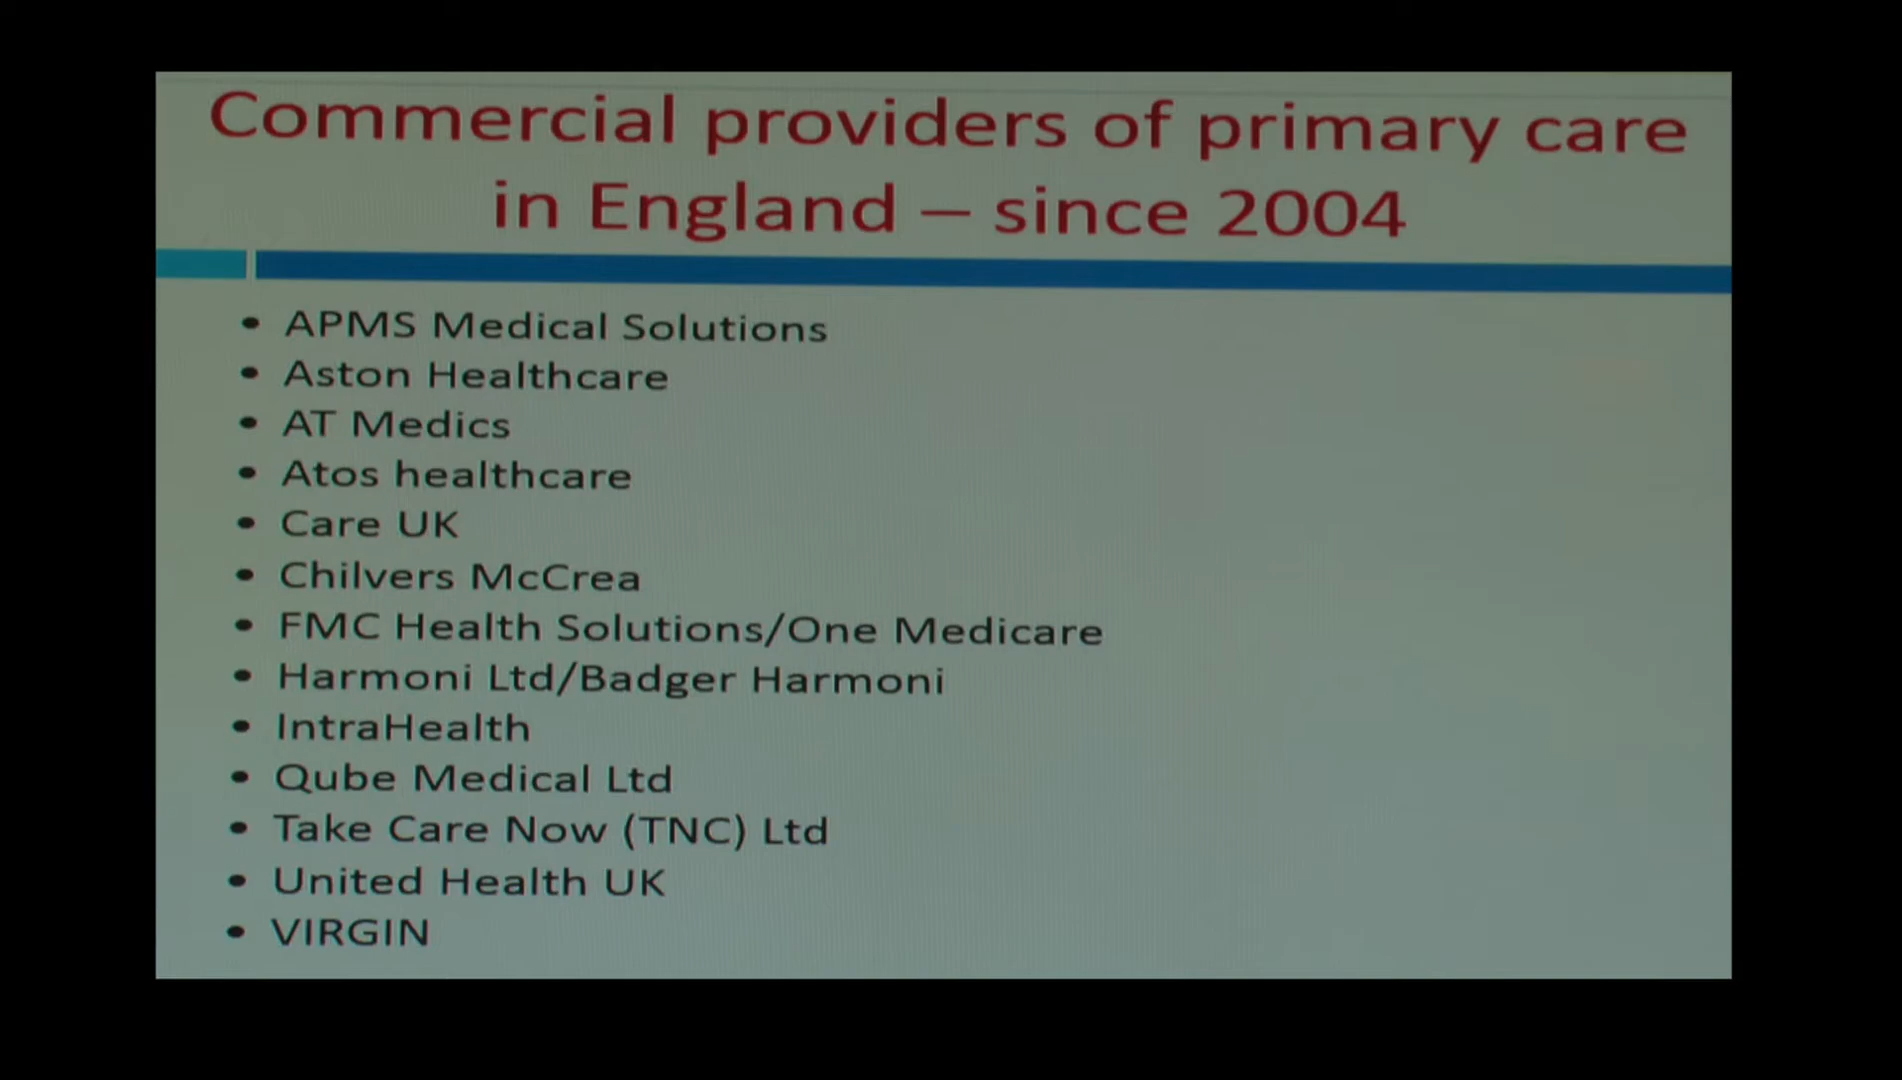 Commercial providers of primary care
in England – since 2004
• APMS Medical Solutions
• Aston Healthcare
• AT Medics
• Atos healthcare
• Care UK
• Chilvers McCrea
• FMC Health Solutions/One Medicare
• Harmoni Ltd/Badger Harmoni
• IntraHealth
• Qube Medical Ltd
• Take Care Now (TNC) Ltd
• United Health UK
• VIRGIN